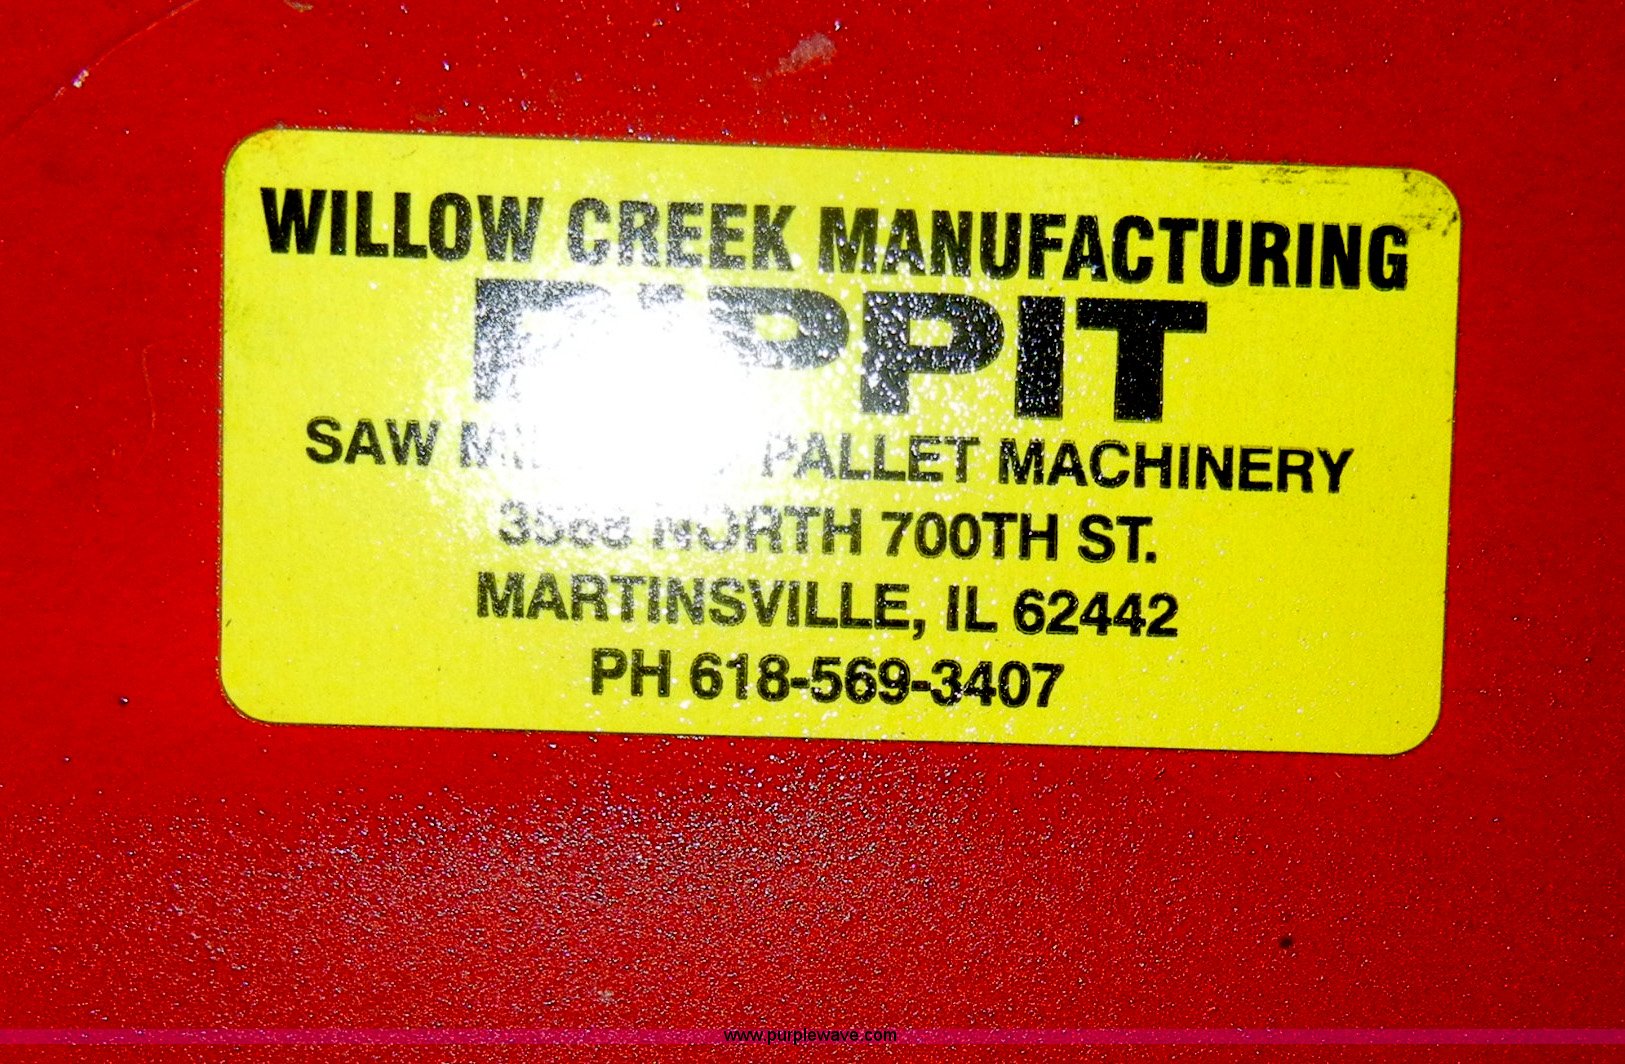 WILLOW CREEK MANUFACTURING
SAW PALLET MACHINERY
NORTH 700TH ST.
MARTINSVILLE, IL 62442
PH 618-569-3407
www.purplewave.com